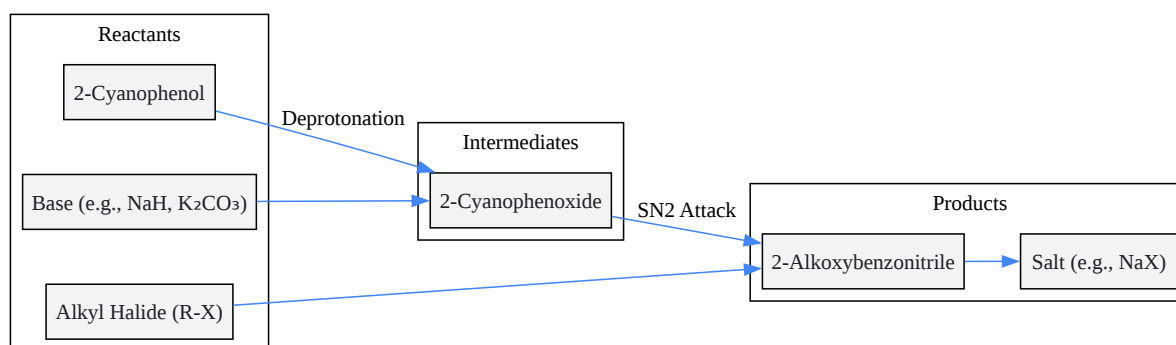 Reactants
2-Cyanophenol
Deprotonation
Intermediates
Base (e.g., NaH, K₂CO₃)
2-Cyanophenoxide
SN2 Attack
Products
2-Alkoxybenzonitrile
Salt (e.g., NaX)
Alkyl Halide (R-X)